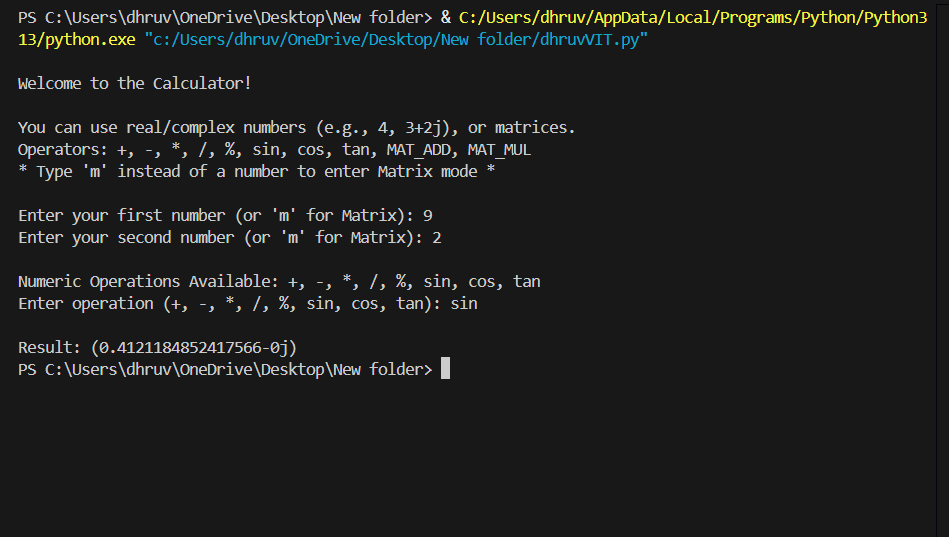 PS C:\Users\dhruv\OneDrive\Desktop\New folder> & C:/Users/dhruv/AppData/Local/Programs/Python/Python3
13/python.exe "c:/Users/dhruv/OneDrive/Desktop/New folder/dhruvVIT.py"
Welcome to the Calculator!
You can use real/complex numbers (e.g., 4, 3+2j), or matrices.
Operators: +, -, *, /, %, sin, cos, tan, MAT_ADD, MAT_MUL
* Type 'm' instead of a number to enter Matrix mode *
Enter your first number (or 'm' for Matrix): 9
Enter your second number (or 'm' for Matrix): 2
Numeric Operations Available: +, -, *, /, %, sin, cos, tan
Enter operation (+, -, *, /, %, sin, cos, tan): sin
Result: (0.4121184852417566-0j)
PS C:\Users\dhruv\OneDrive\Desktop\New folder>